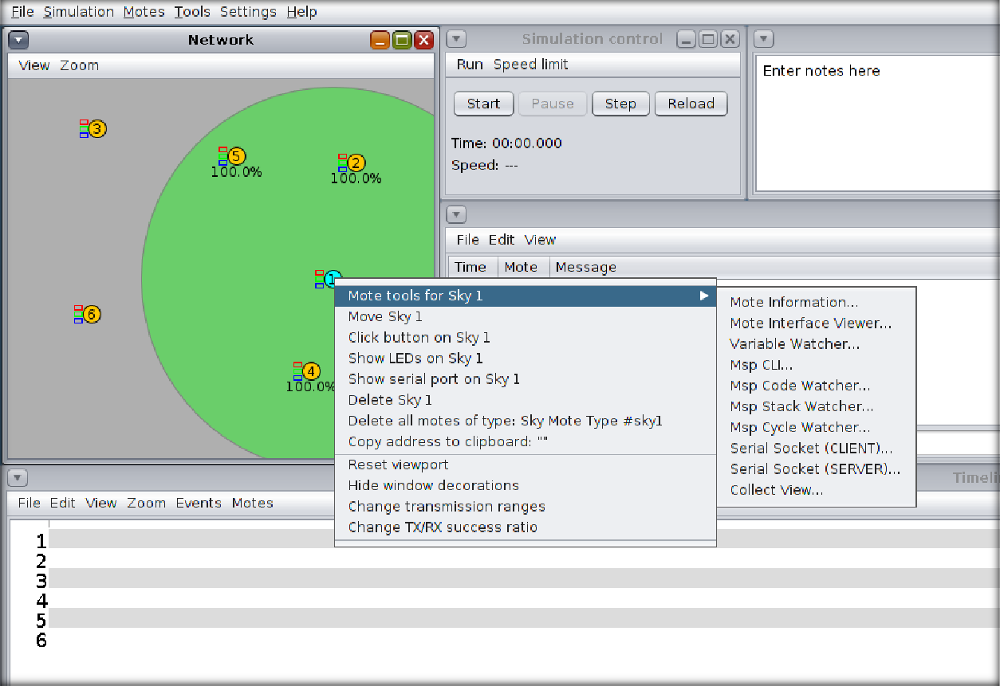 File Simulation Motes Tools Settings Help
Network
View Zoom
3
5
100.0%
2
100.0%
1
6
4
100.0%
Simulation control
Run Speed limit
Start Pause Step Reload
Time: 00:00.000
Speed: ---
Enter notes here
File Edit View
Time Mote Message
Mote tools for Sky 1
Move Sky 1
Click button on Sky 1
Show LEDs on Sky 1
Show serial port on Sky 1
Delete Sky 1
Delete all motes of type: Sky Mote Type #sky1
Copy address to clipboard: ""
Reset viewport
Hide window decorations
Change transmission ranges
Change TX/RX success ratio
Mote Information...
Mote Interface Viewer...
Variable Watcher...
Msp CLI...
Msp Code Watcher...
Msp Stack Watcher...
Msp Cycle Watcher...
Serial Socket (CLIENT)...
Serial Socket (SERVER)...
Collect View...
Timeli
File Edit View Zoom Events Motes
1
2
3
4
5
6